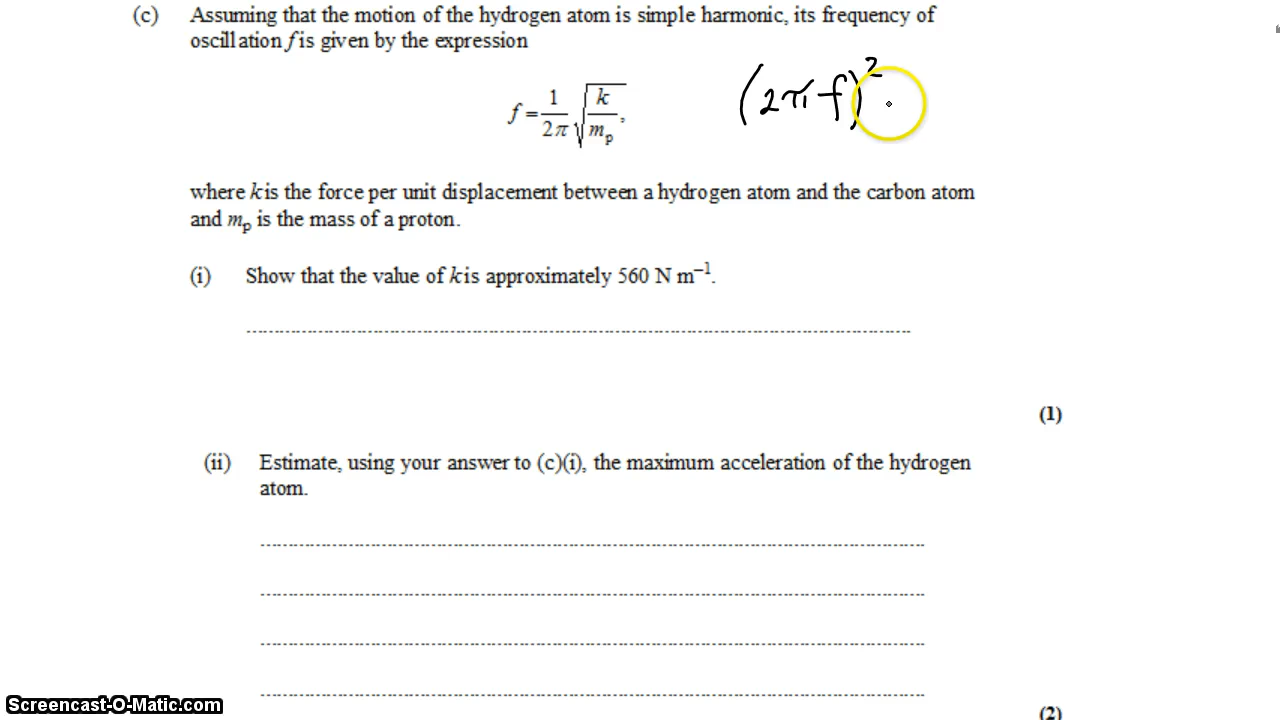 (c) Assuming that the motion of the hydrogen atom is simple harmonic, its frequency of
oscillation f is given by the expression
f = 1/2π √(k/mₚ),
(2πf)²
where k is the force per unit displacement between a hydrogen atom and the carbon atom
and mₚ is the mass of a proton.
(i) Show that the value of k is approximately 560 N m⁻¹.
(1)
(ii) Estimate, using your answer to (c)(i), the maximum acceleration of the hydrogen
atom.
(2)
Screencast-O-Matic.com